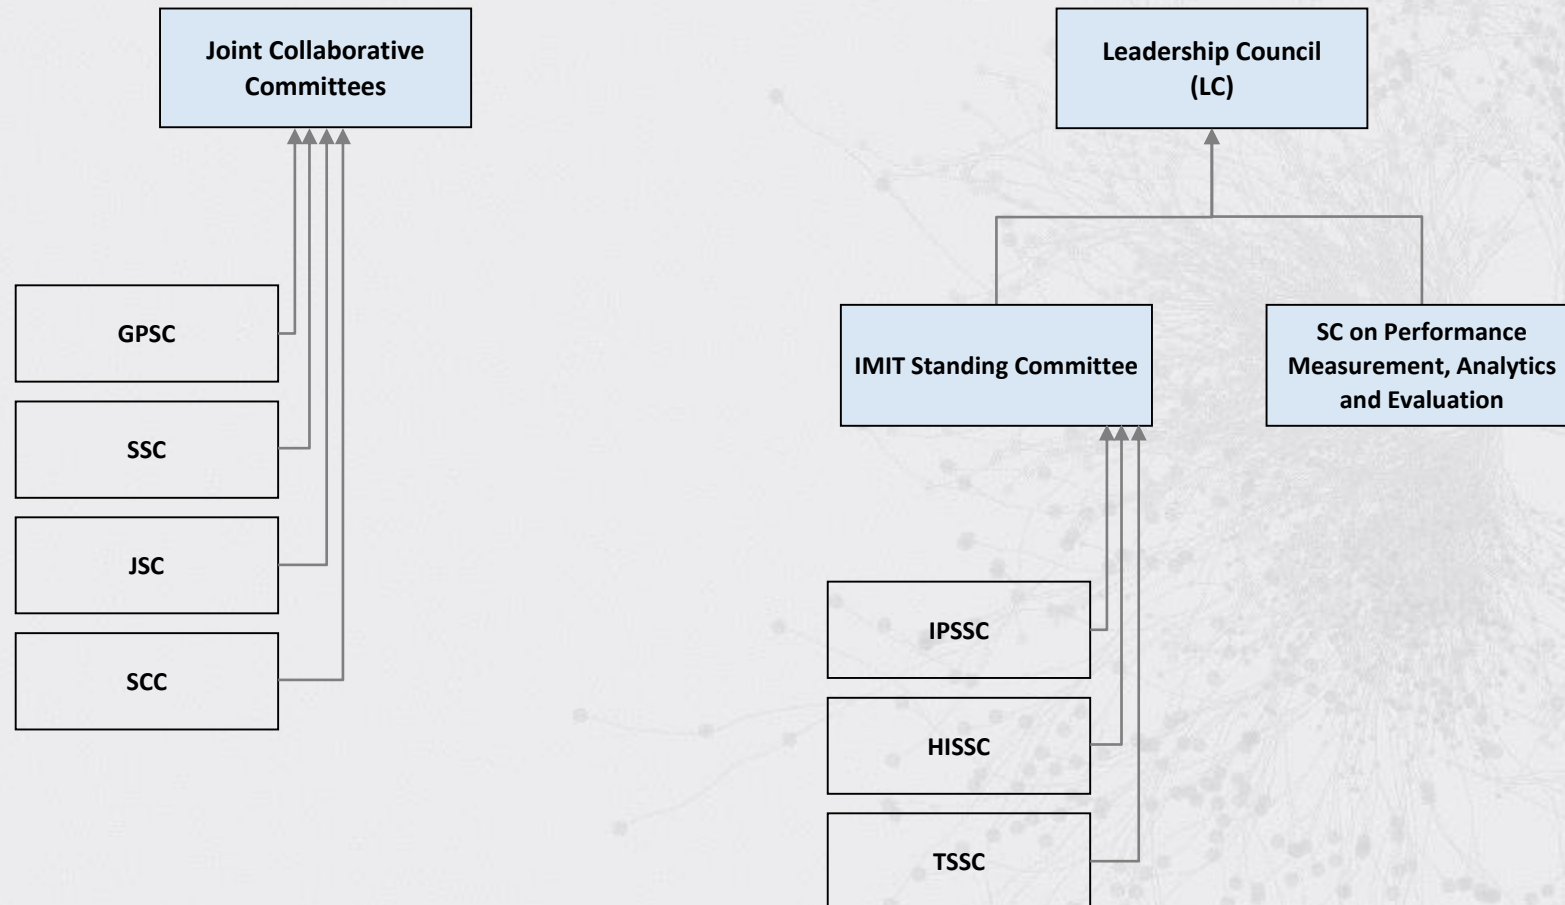 Joint Collaborative
Committees
GPSC
SSC
JSC
SCC
Leadership Council
(LC)
IMIT Standing Committee
SC on Performance
Measurement, Analytics
and Evaluation
IPSSC
HISSC
TSSC